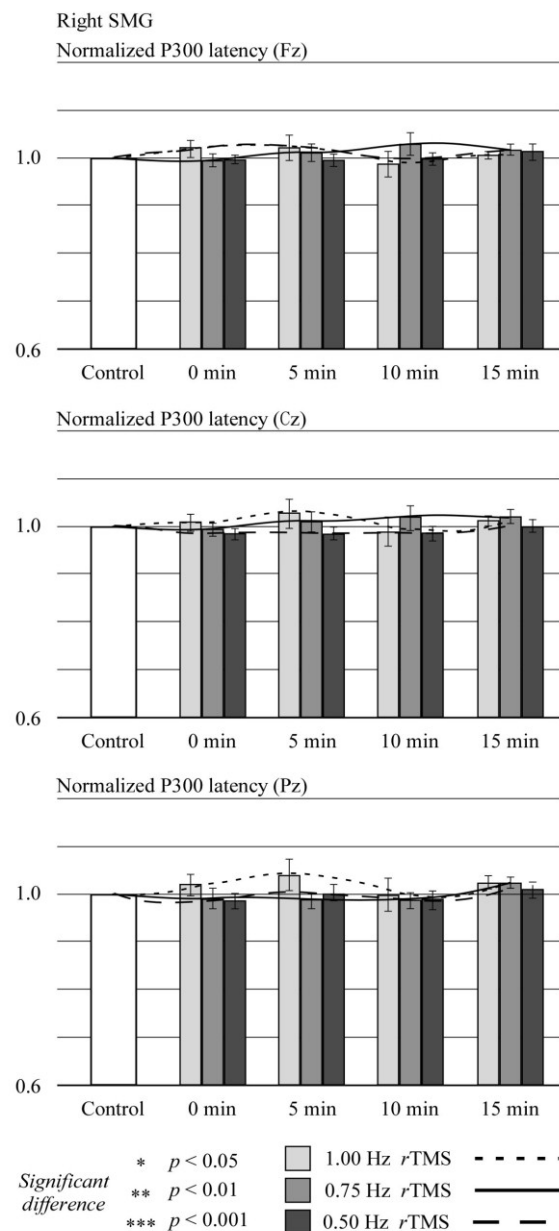 Right SMG
Normalized P300 latency (Fz)
1.0
0.6
Control 0 min 5 min 10 min 15 min
Normalized P300 latency (Cz)
1.0
0.6
Control 0 min 5 min 10 min 15 min
Normalized P300 latency (Pz)
1.0
0.6
Control 0 min 5 min 10 min 15 min
Significant difference
* p < 0.05
** p < 0.01
*** p < 0.001
1.00 Hz rTMS
0.75 Hz rTMS
0.50 Hz rTMS